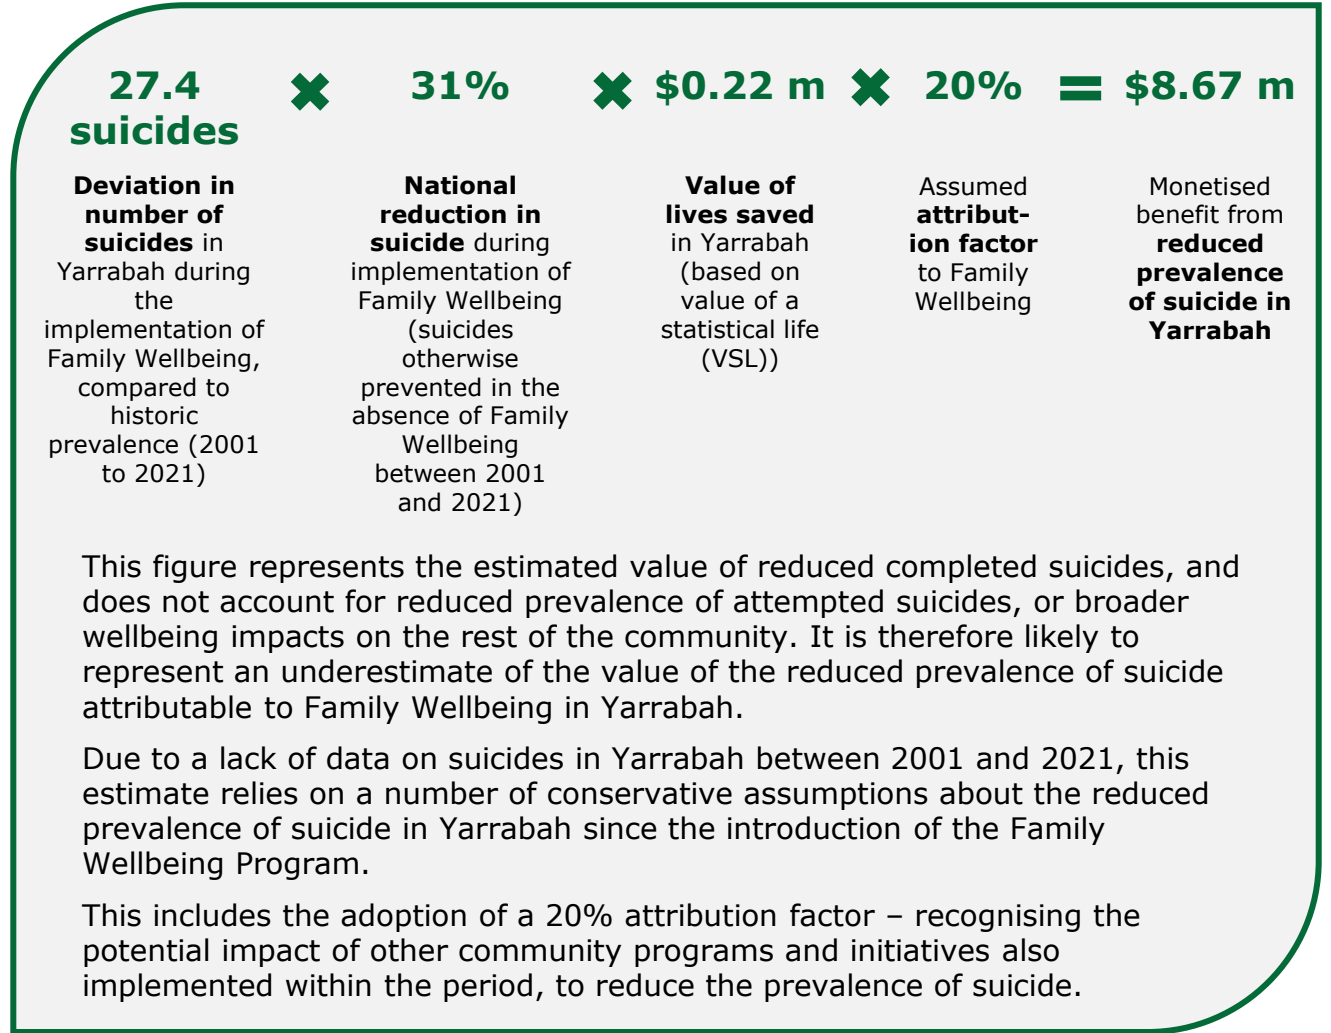 27.4 suicides ✖ 31% ✖ $0.22 m ✖ 20% = $8.67 m
Deviation in
number of
suicides in
Yarrabah during
the
implementation of
Family Wellbeing,
compared to
historic
prevalence (2001
to 2021)
National
reduction in
suicide during
implementation of
Family Wellbeing
(suicides
otherwise
prevented in the
absence of Family
Wellbeing
between 2001
and 2021)
Value of
lives saved
in Yarrabah
(based on
value of a
statistical life
(VSL))
Assumed
attribut-
ion factor
to Family
Wellbeing
Monetised
benefit from
reduced
prevalence
of suicide in
Yarrabah
This figure represents the estimated value of reduced completed suicides, and
does not account for reduced prevalence of attempted suicides, or broader
wellbeing impacts on the rest of the community. It is therefore likely to
represent an underestimate of the value of the reduced prevalence of suicide
attributable to Family Wellbeing in Yarrabah.
Due to a lack of data on suicides in Yarrabah between 2001 and 2021, this
estimate relies on a number of conservative assumptions about the reduced
prevalence of suicide in Yarrabah since the introduction of the Family
Wellbeing Program.
This includes the adoption of a 20% attribution factor – recognising the
potential impact of other community programs and initiatives also
implemented within the period, to reduce the prevalence of suicide.